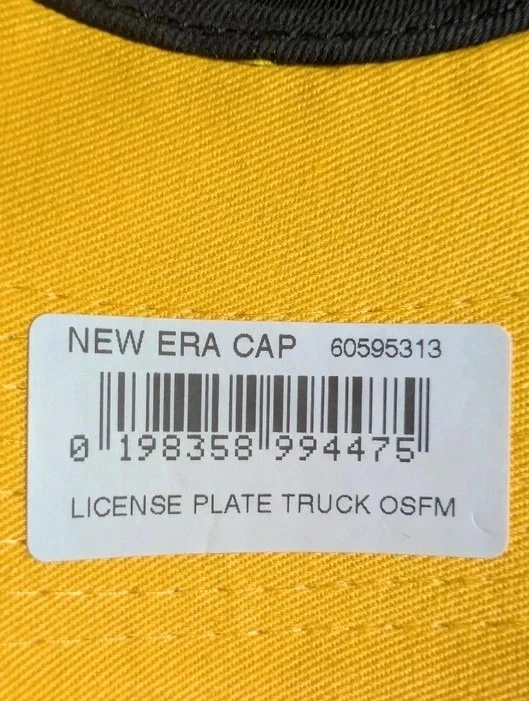 NEW ERA CAP 60595313
0 198358 994475
LICENSE PLATE TRUCK OSFM